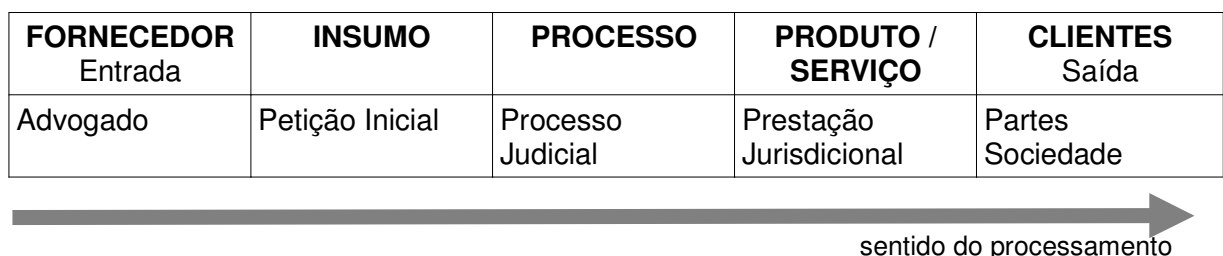 FORNECEDOR INSUMO PROCESSO PRODUTO / CLIENTES
Entrada SERVIÇO Saída
Advogado Petição Inicial Processo Prestação Partes
Judicial Jurisdicional Sociedade
sentido do processamento